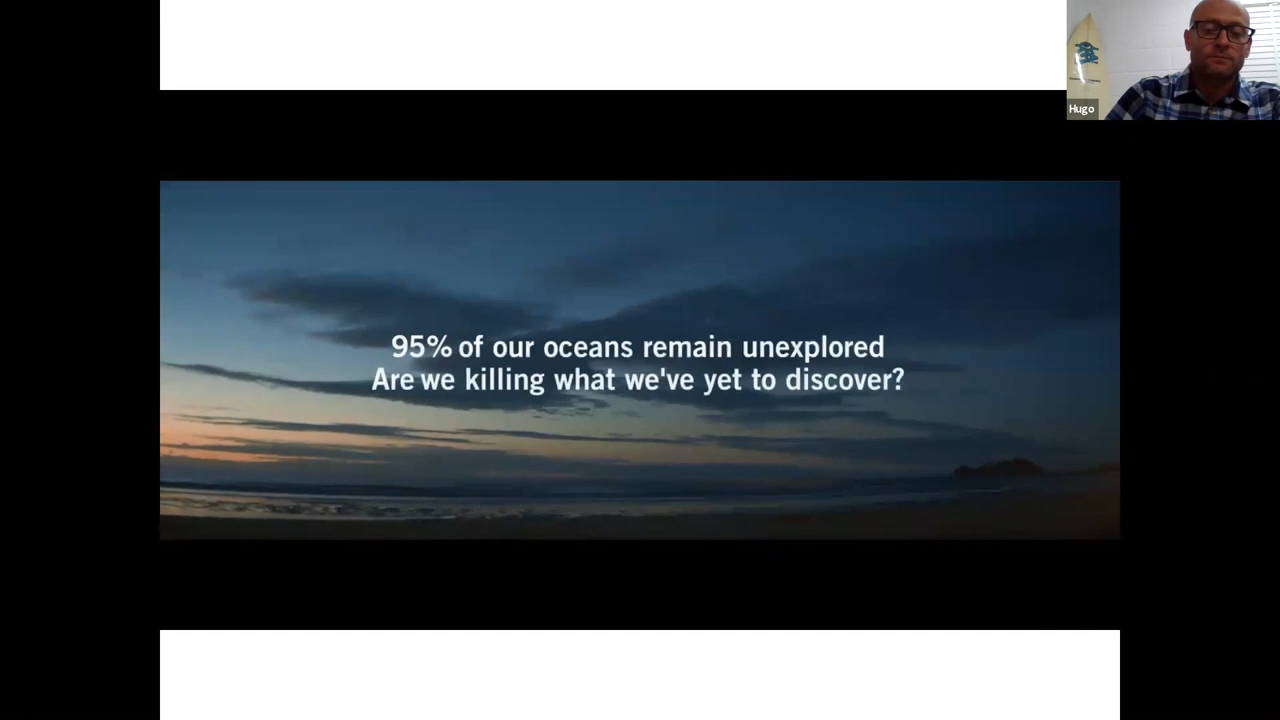 95% of our oceans remain unexplored
Are we killing what we've yet to discover?
Hugo